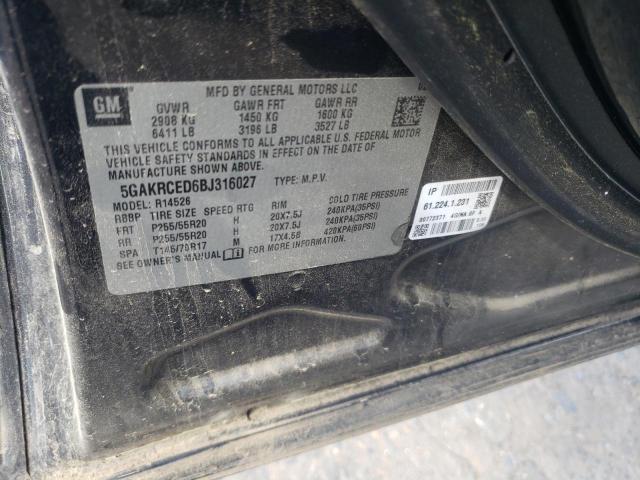 GM
MFD BY GENERAL MOTORS LLC 02
GVWR GAWR FRT GAWR RR
2908 KG 1450 KG 1600 KG
6411 LB 3196 LB 3527 LB
THIS VEHICLE CONFORMS TO ALL APPLICABLE U.S. FEDERAL MOTOR
VEHICLE SAFETY STANDARDS IN EFFECT ON THE DATE OF
MANUFACTURE SHOWN ABOVE.
5GAKRCED6BJ316027 TYPE: M.P.V.
MODEL: R14526
RBBP TIRE SIZE SPEED RTG RIM COLD TIRE PRESSURE
FRT P255/55R20 H 20X7.5J 240KPA(35PSI)
RR P255/55R20 H 20X7.5J 240KPA(35PSI)
SPA T145/70R17 M 17X4.5B 420KPA(60PSI)
SEE OWNER'S MANUAL
IP
61.224.1.231